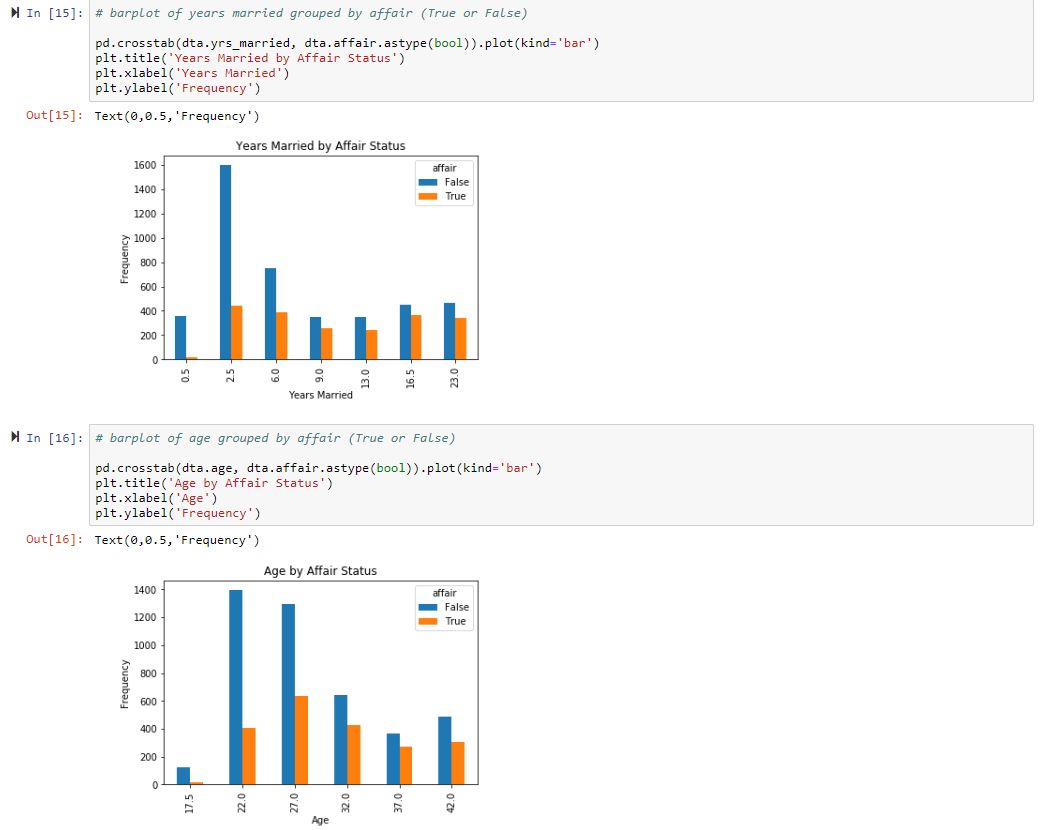 In [15]: # barplot of years married grouped by affair (True or False)
pd.crosstab(dta.yrs_married, dta.affair.astype(bool)).plot(kind='bar')
plt.title('Years Married by Affair Status')
plt.xlabel('Years Married')
plt.ylabel('Frequency')
Out[15]: Text(0,0.5,'Frequency')
Years Married by Affair Status
affair
False
True
1600
1400
1200
1000
800
600
400
200
0
Frequency
0.5 2.5 6.0 9.0 13.0 16.5 23.0
Years Married
In [16]: # barplot of age grouped by affair (True or False)
pd.crosstab(dta.age, dta.affair.astype(bool)).plot(kind='bar')
plt.title('Age by Affair Status')
plt.xlabel('Age')
plt.ylabel('Frequency')
Out[16]: Text(0,0.5,'Frequency')
Age by Affair Status
affair
False
True
1400
1200
1000
800
600
400
200
0
Frequency
17.5 22.0 27.0 32.0 37.0 42.0
Age